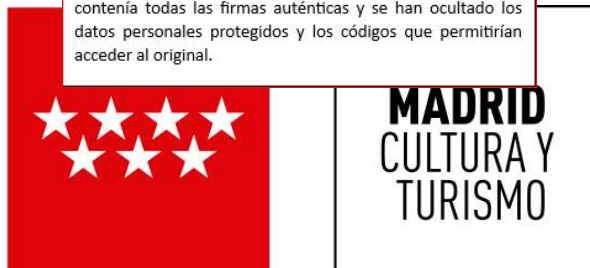 contenía todas las firmas auténticas y se han ocultado los
datos personales protegidos y los códigos que permitirían
acceder al original.
MADRID
CULTURA Y
TURISMO